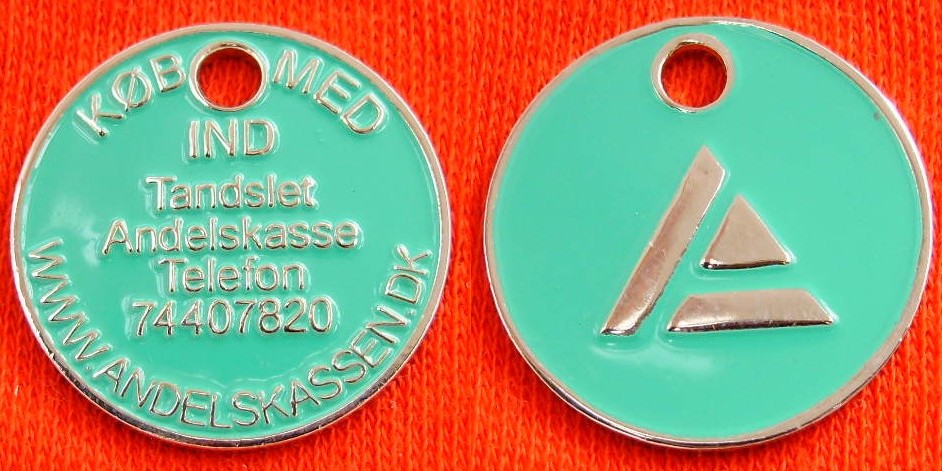 KØB MED
IND
Tandslet
Andelskasse
Telefon
74407820
WWW.ANDELSKASSEN.DK